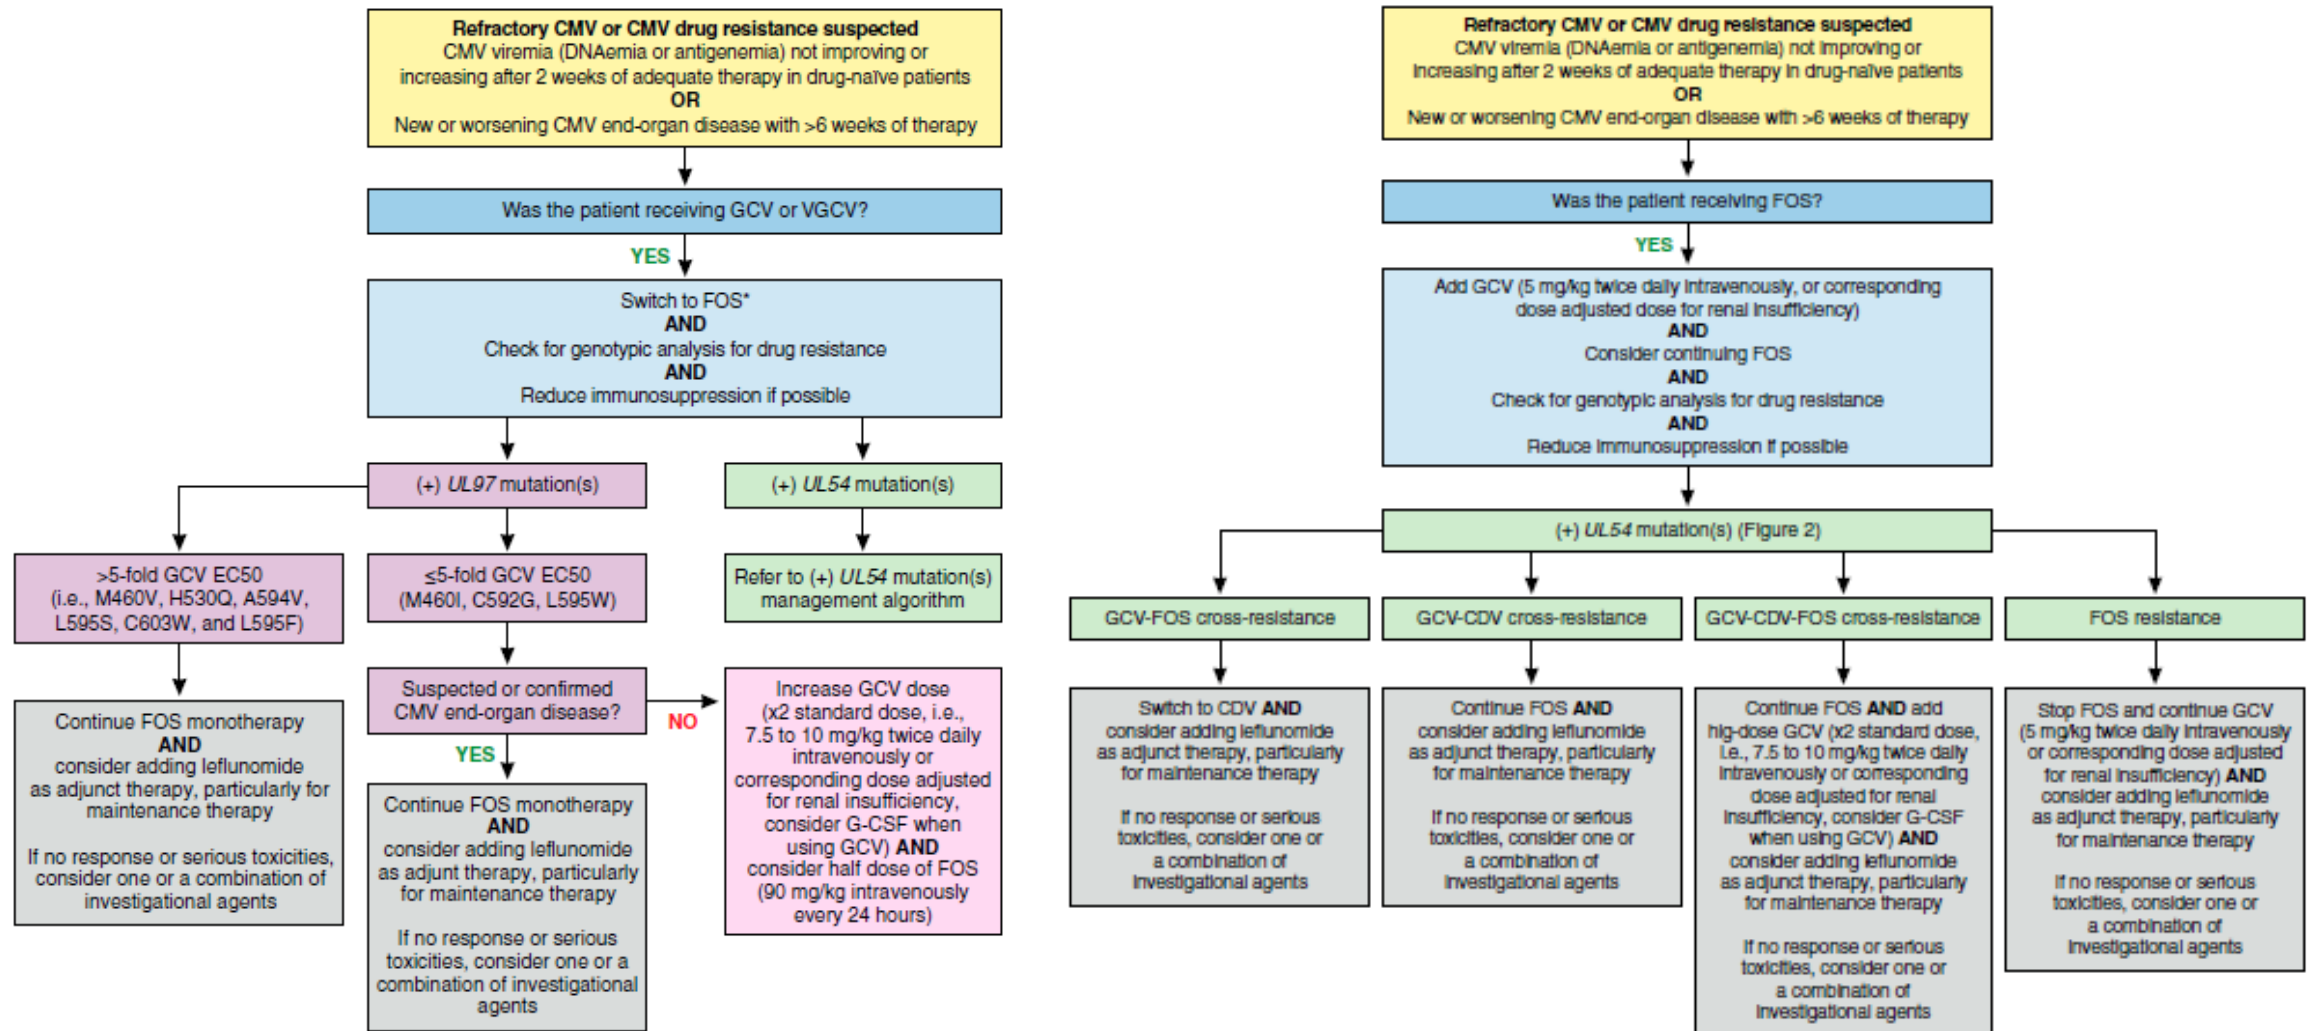 Refractory CMV or CMV drug resistance suspected
CMV viremia (DNAemia or antigenemia) not improving or
increasing after 2 weeks of adequate therapy in drug-naïve patients
OR
New or worsening CMV end-organ disease with >6 weeks of therapy
Was the patient receiving GCV or VGCV?
YES
Switch to FOS*
AND
Check for genotypic analysis for drug resistance
AND
Reduce immunosuppression if possible
(+) UL97 mutation(s)
(+) UL54 mutation(s)
>5-fold GCV EC50
(i.e., M460V, H530Q, A594V,
L595S, C603W, and L595F)
≤5-fold GCV EC50
(M460I, C592G, L595W)
Refer to (+) UL54 mutation(s)
management algorithm
Continue FOS monotherapy
AND
consider adding leflunomide
as adjunct therapy, particularly for
maintenance therapy
If no response or serious toxicities,
consider one or a combination of
investigational agents
Suspected or confirmed
CMV end-organ disease?
NO
YES
Continue FOS monotherapy
AND
consider adding leflunomide
as adjunt therapy, particularly
for maintenance therapy
If no response or serious
toxicities, consider one or a
combination of investigational
agents
Increase GCV dose
(x2 standard dose, i.e.,
7.5 to 10 mg/kg twice daily
intravenously or
corresponding dose adjusted
for renal insufficiency,
consider G-CSF when
using GCV) AND
consider half dose of FOS
(90 mg/kg intravenously
every 24 hours)
Refractory CMV or CMV drug resistance suspected
CMV viremia (DNAemia or antigenemia) not improving or
increasing after 2 weeks of adequate therapy in drug-naïve patients
OR
New or worsening CMV end-organ disease with >6 weeks of therapy
Was the patient receiving FOS?
YES
Add GCV (5 mg/kg twice daily intravenously, or corresponding
dose adjusted dose for renal insufficiency)
AND
Consider continuing FOS
AND
Check for genotypic analysis for drug resistance
AND
Reduce immunosuppression if possible
(+) UL54 mutation(s) (Figure 2)
GCV-FOS cross-resistance
GCV-CDV cross-resistance
GCV-CDV-FOS cross-resistance
FOS resistance
Switch to CDV AND
consider adding leflunomide
as adjunct therapy, particularly
for maintenance therapy
If no response or serious
toxicities, consider one or
a combination of
investigational agents
Continue FOS AND
consider adding leflunomide
as adjunct therapy, particularly
for maintenance therapy
If no response or serious
toxicities, consider one or
a combination of
investigational agents
Continue FOS AND add
hig-dose GCV (x2 standard dose,
i.e., 7.5 to 10 mg/kg twice daily
intravenously or corresponding
dose adjusted for renal
insufficiency, consider G-CSF
when using GCV) AND
consider adding leflunomide
as adjunct therapy, particularly
for maintenance therapy
If no response or serious
toxicities, consider one or
a combination of
investigational agents
Stop FOS and continue GCV
(5 mg/kg twice daily intravenously
or corresponding dose adjusted
for renal insufficiency) AND
consider adding leflunomide
as adjunct therapy, particularly
for maintenance therapy
If no response or serious
toxicities, consider one or
a combination of
investigational agents